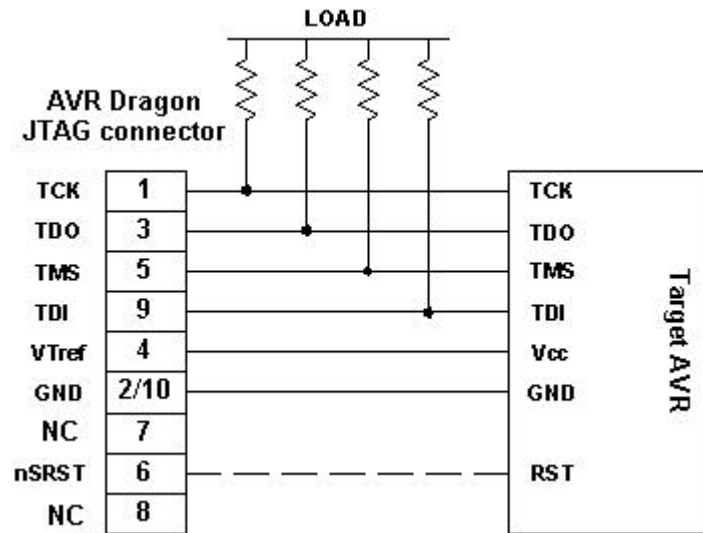 LOAD
AVR Dragon
JTAG connector
TCK 1 TCK
TDO 3 TDO
TMS 5 TMS
TDI 9 TDI
VTref 4 Vcc
GND 2/10 GND
NC 7
nSRST 6 RST
NC 8
Target AVR